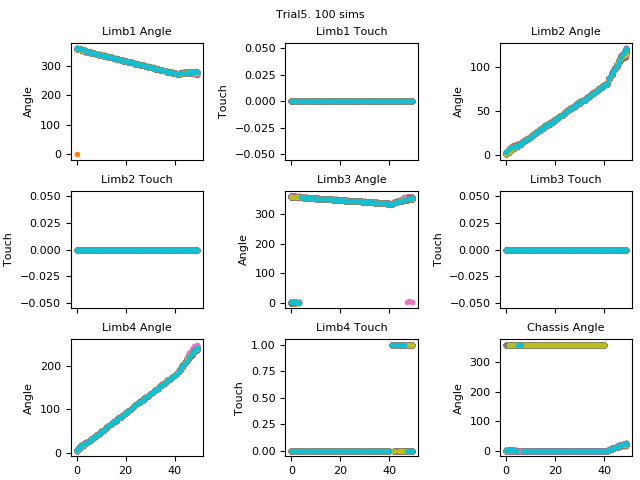 Trial5. 100 sims
Limb1 Angle
Limb1 Touch
Limb2 Angle
Angle
300
200
100
0
Touch
0.050
0.025
0.000
−0.025
−0.050
Angle
100
50
0
Limb2 Touch
Limb3 Angle
Limb3 Touch
Touch
0.050
0.025
0.000
−0.025
−0.050
Angle
300
200
100
0
Touch
0.050
0.025
0.000
−0.025
−0.050
Limb4 Angle
Limb4 Touch
Chassis Angle
Angle
200
100
0
0 20 40
Touch
1.00
0.75
0.50
0.25
0.00
0 20 40
Angle
300
200
100
0
0 20 40